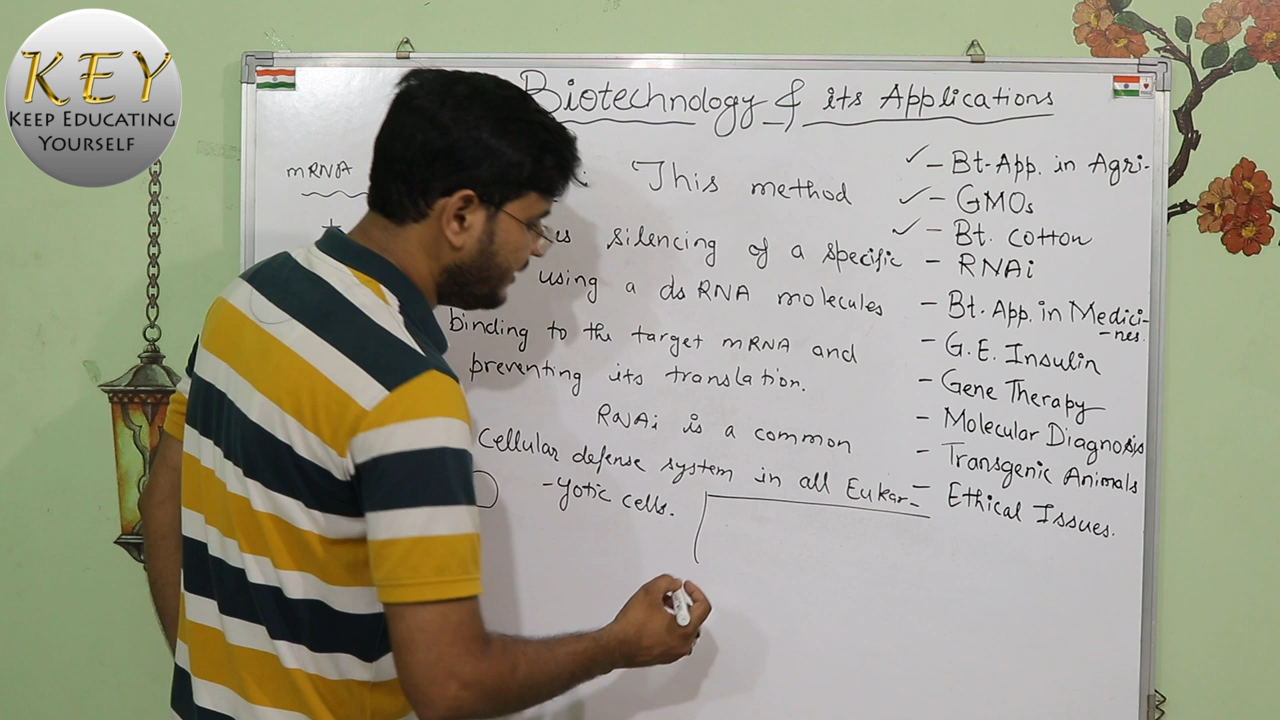 KEY
KEEP EDUCATING
YOURSELF
Biotechnology & its Applications
mRNA
This method
silencing of a specific
using a ds RNA molecules
binding to the target mRNA and
preventing its translation.
RNAi is a common
Cellular defense system in all Eukar-
-yotic cells.
✓ - Bt-App. in Agri-
✓ - GMOs
✓ - Bt. Cotton
- RNAi
- Bt. App. in Medici-
-nes.
- G.E. Insulin
- Gene Therapy
- Molecular Diagnosis
- Transgenic Animals
- Ethical Issues.